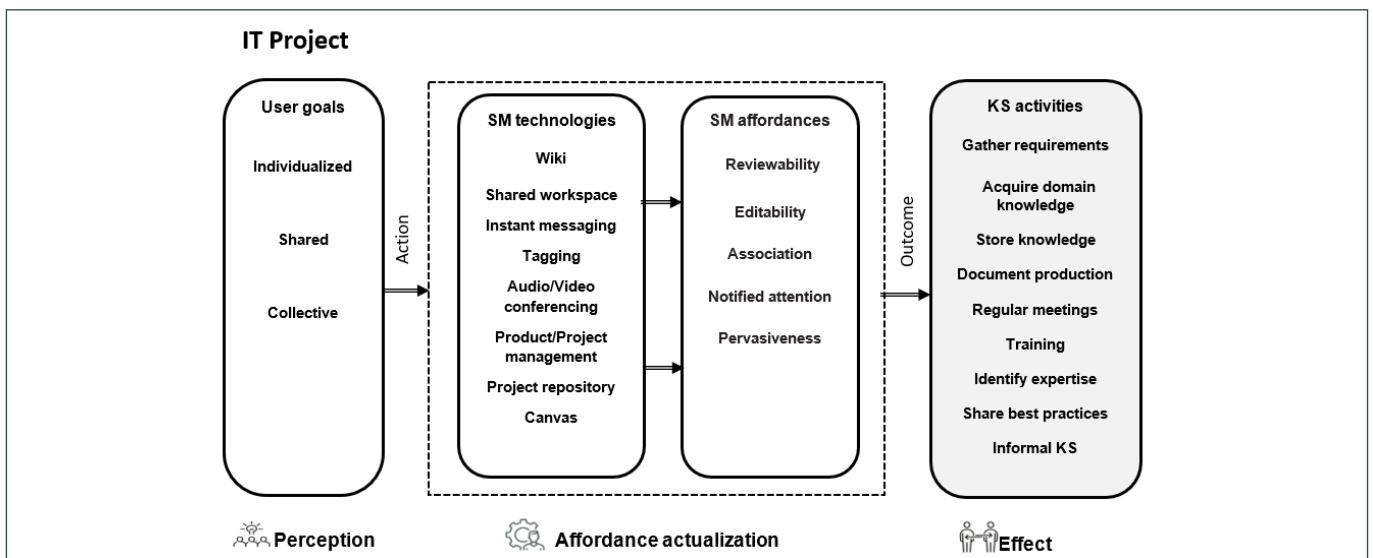 IT Project
User goals
Individualized
Shared
Collective
Action
SM technologies
Wiki
Shared workspace
Instant messaging
Tagging
Audio/Video
conferencing
Product/Project
management
Project repository
Canvas
SM affordances
Reviewability
Editability
Association
Notified attention
Pervasiveness
Outcome
KS activities
Gather requirements
Acquire domain
knowledge
Store knowledge
Document production
Regular meetings
Training
Identify expertise
Share best practices
Informal KS
Perception
Affordance actualization
Effect